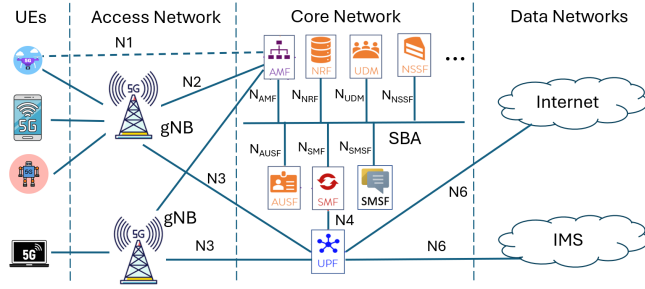 UEs
Access Network
Core Network
Data Networks
N1
6G
AMF
NRF
UDM
NSSF
...
N2
5G
gNB
5G
NAMF
NNRF
NUDM
NNSSF
Internet
SBA
NAUSF
NSMF
NSMSF
N3
N6
AUSF
SMF
SMSF
gNB
5G
N4
5G
N3
UPF
N6
IMS